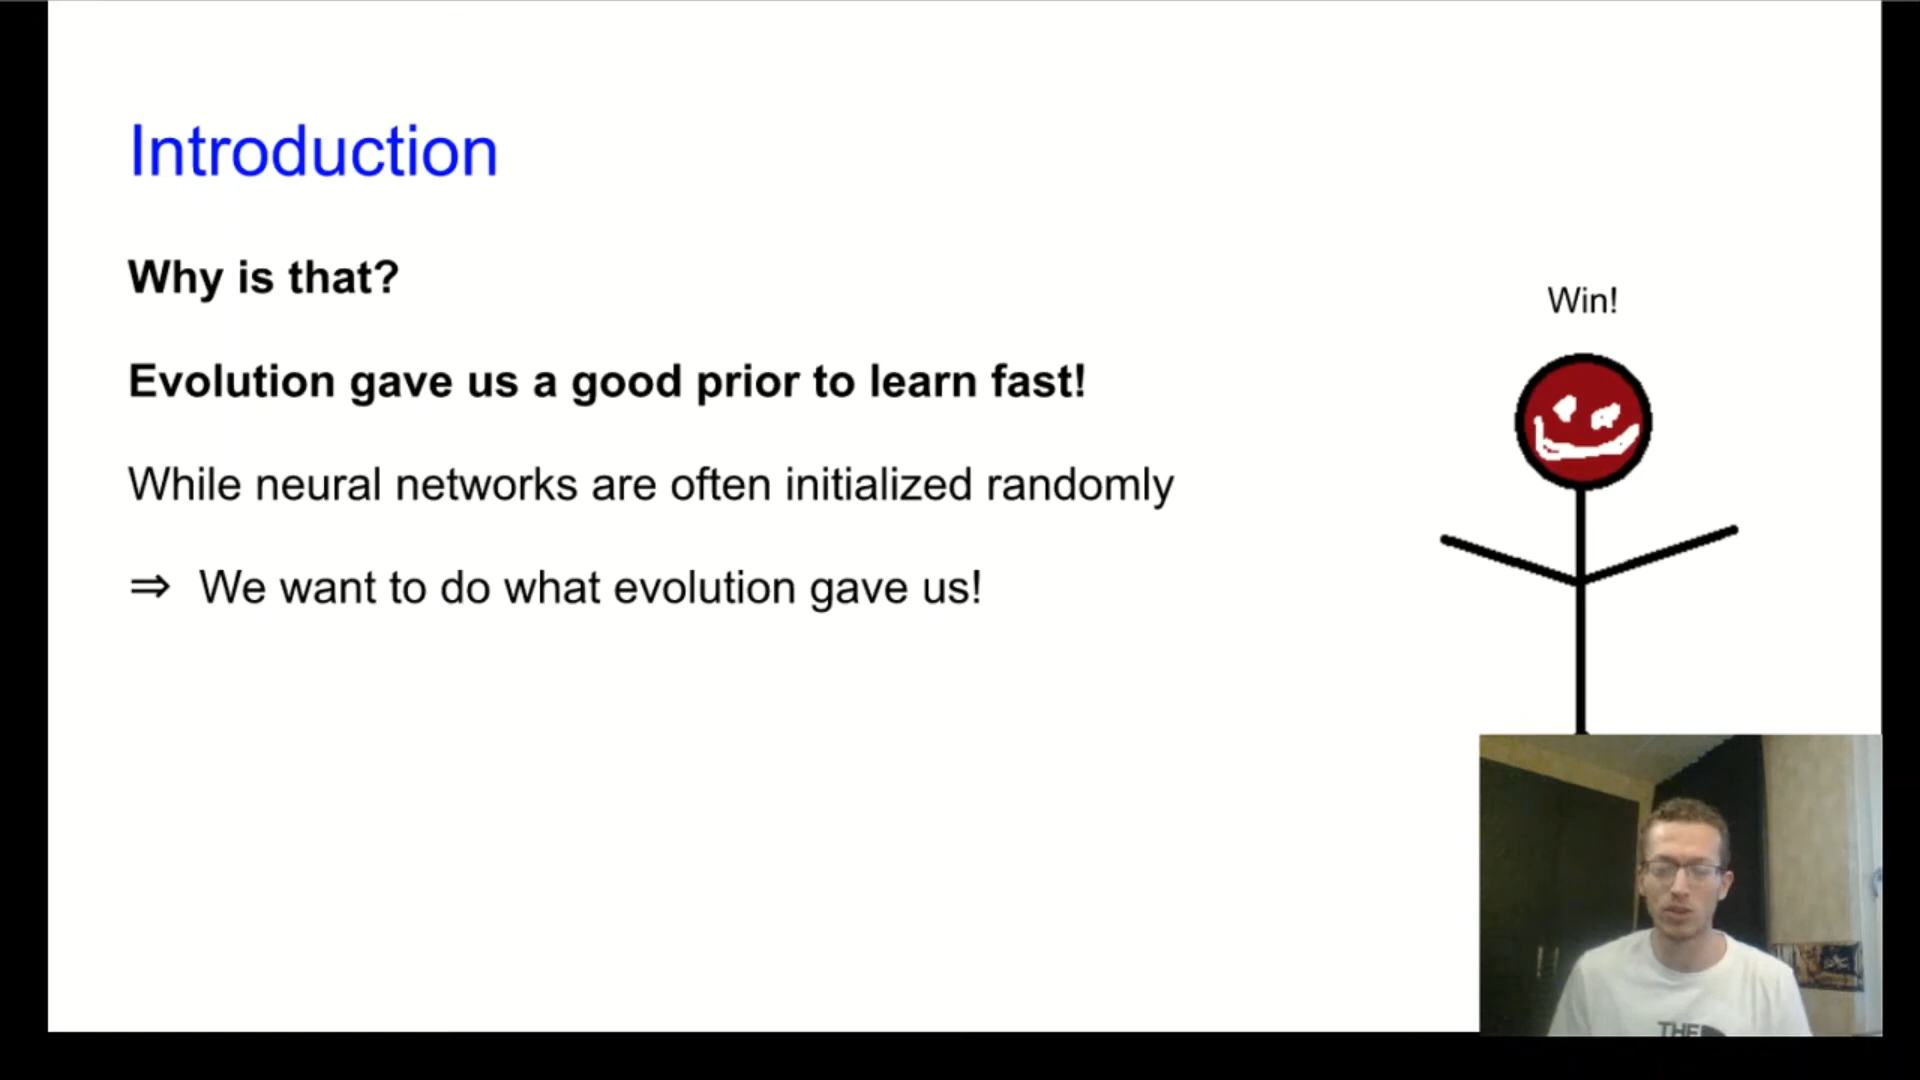 Introduction
Why is that?
Evolution gave us a good prior to learn fast!
While neural networks are often initialized randomly
⇒ We want to do what evolution gave us!
Win!
THE